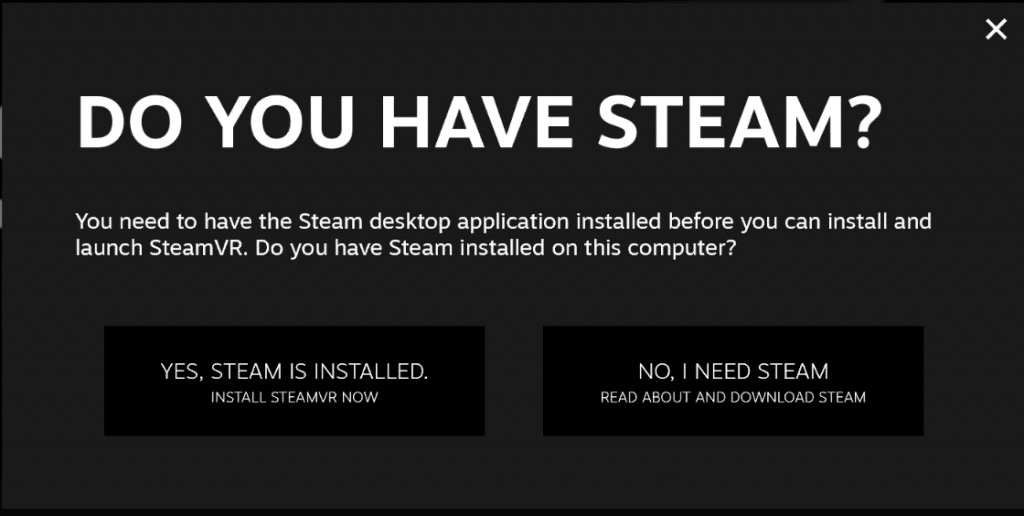 DO YOU HAVE STEAM?
You need to have the Steam desktop application installed before you can install and
launch SteamVR. Do you have Steam installed on this computer?
YES, STEAM IS INSTALLED.
INSTALL STEAMVR NOW
NO, I NEED STEAM
READ ABOUT AND DOWNLOAD STEAM